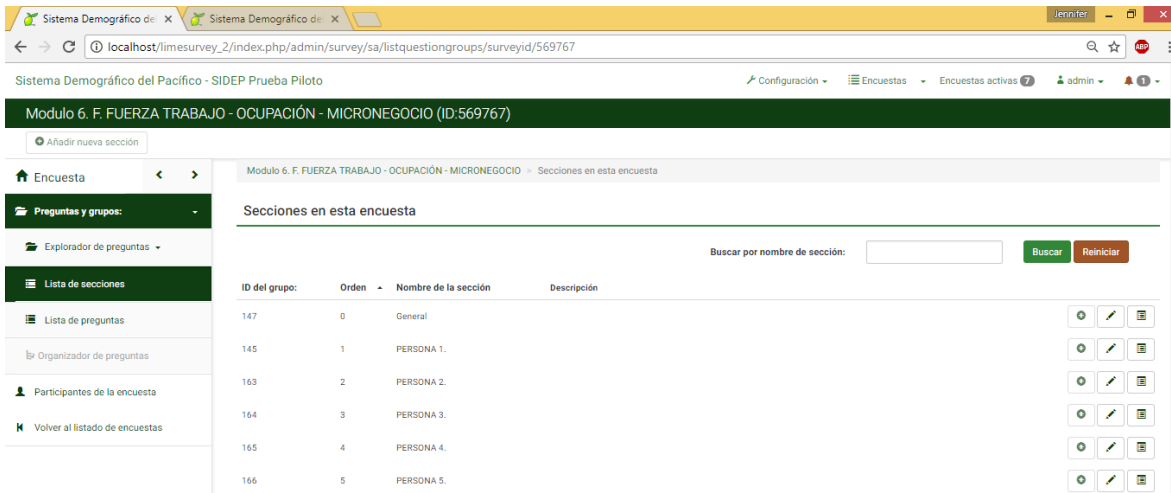 Sistema Demográfico de
Sistema Demográfico de
Jennifer
localhost/limesurvey_2/index.php/admin/survey/sa/listquestiongroups/surveyid/569767
ABP
Sistema Demográfico del Pacífico - SIDEP Prueba Piloto
Configuración
Encuestas
Encuestas activas 7
admin
1
Modulo 6. F. FUERZA TRABAJO - OCUPACIÓN - MICRONEGOCIO (ID:569767)
Añadir nueva sección
Encuesta
Modulo 6. F. FUERZA TRABAJO - OCUPACIÓN - MICRONEGOCIO > Secciones en esta encuesta
Preguntas y grupos:
Explorador de preguntas
Lista de secciones
Lista de preguntas
Organizador de preguntas
Participantes de la encuesta
Volver al listado de encuestas
Secciones en esta encuesta
Buscar por nombre de sección:
Buscar
Reiniciar
ID del grupo: Orden Nombre de la sección Descripción
147 0 General
145 1 PERSONA 1.
163 2 PERSONA 2.
164 3 PERSONA 3.
165 4 PERSONA 4.
166 5 PERSONA 5.